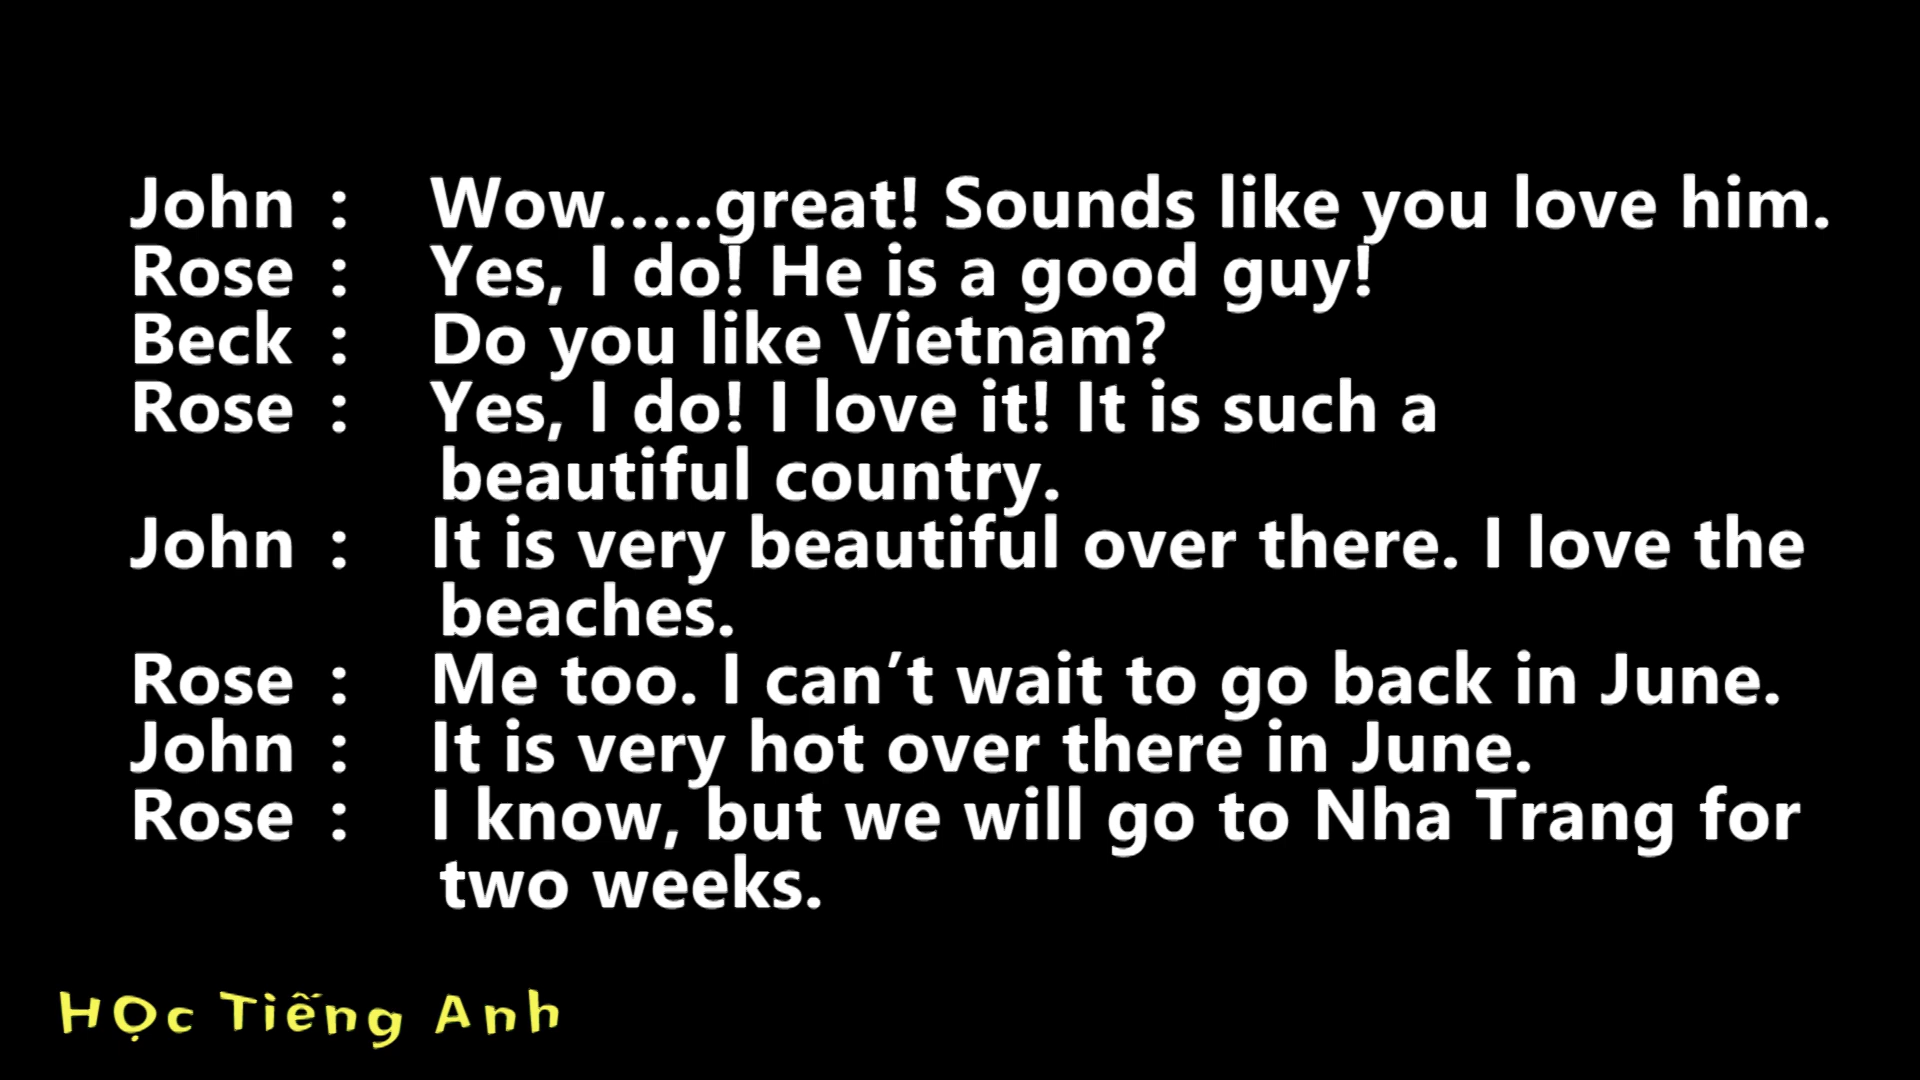 John : Wow.....great! Sounds like you love him.
Rose : Yes, I do! He is a good guy!
Beck : Do you like Vietnam?
Rose : Yes, I do! I love it! It is such a
beautiful country.
John : It is very beautiful over there. I love the
beaches.
Rose : Me too. I can’t wait to go back in June.
John : It is very hot over there in June.
Rose : I know, but we will go to Nha Trang for
two weeks.
HỌc Tiếng Anh